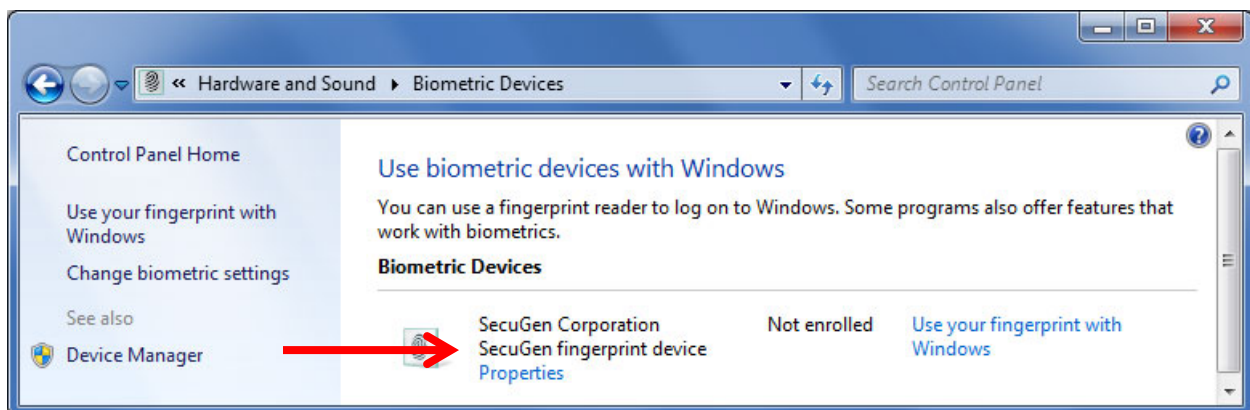 « Hardware and Sound ▸ Biometric Devices
Search Control Panel
Control Panel Home
Use your fingerprint with
Windows
Change biometric settings
See also
Device Manager
Use biometric devices with Windows
You can use a fingerprint reader to log on to Windows. Some programs also offer features that
work with biometrics.
Biometric Devices
SecuGen Corporation
SecuGen fingerprint device
Properties
Not enrolled
Use your fingerprint with
Windows